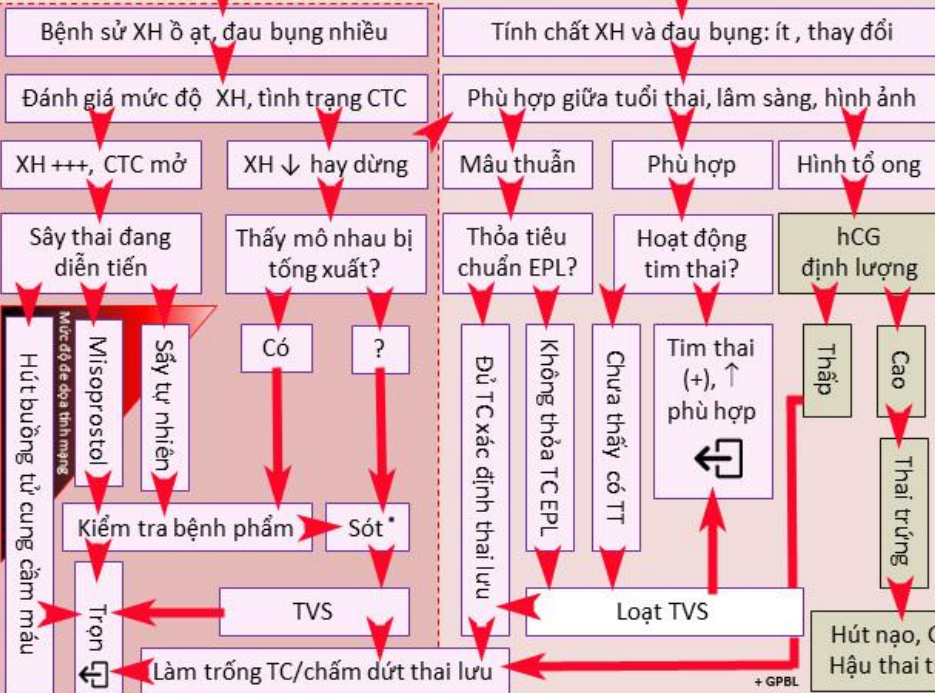 Bệnh sử XH ồ ạt, đau bụng nhiều
Tính chất XH và đau bụng: ít , thay đổi
Đánh giá mức độ XH, tình trạng CTC
Phù hợp giữa tuổi thai, lâm sàng, hình ảnh
XH +++, CTC mở
XH ↓ hay dừng
Mâu thuẫn
Phù hợp
Hình tổ ong
Sây thai đang
diễn tiến
Thấy mô nhau bị
tống xuất?
Thỏa tiêu
chuẩn EPL?
Hoạt động
tim thai?
hCG
định lượng
Hút buồng tử cung cầm máu
Mức độ đe dọa tính mạng
Misoprostol
Sẩy tự nhiên
Có
?
Đủ TC xác định thai lưu
Không thỏa TC EPL
Chưa thấy có TT
Tim thai
(+), ↑
phù hợp
Thấp
Cao
Thai trứng
Kiểm tra bệnh phẩm
Sót *
Trọn
TVS
Loạt TVS
Làm trống TC/chấm dứt thai lưu
+ GPBL
Hút nạo,
Hậu thai